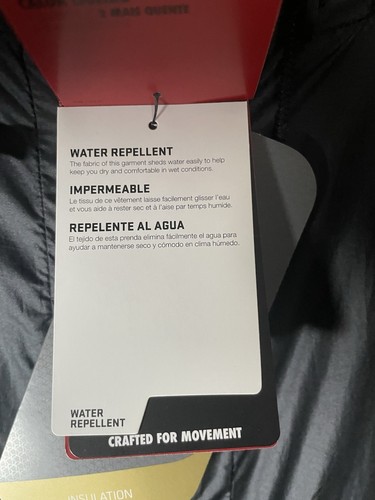 WATER REPELLENT
The fabric of this garment sheds water easily to help
keep you dry and comfortable in wet conditions.
IMPERMEABLE
Le tissu de ce vêtement laisse facilement glisser l'eau
et vous aide à rester sec et à l'aise par temps humide.
REPELENTE AL AGUA
El tejido de esta prenda elimina fácilmente el agua para
ayudar a mantenerse seco y cómodo en clima húmedo.
WATER
REPELLENT
CRAFTED FOR MOVEMENT
INSULATION